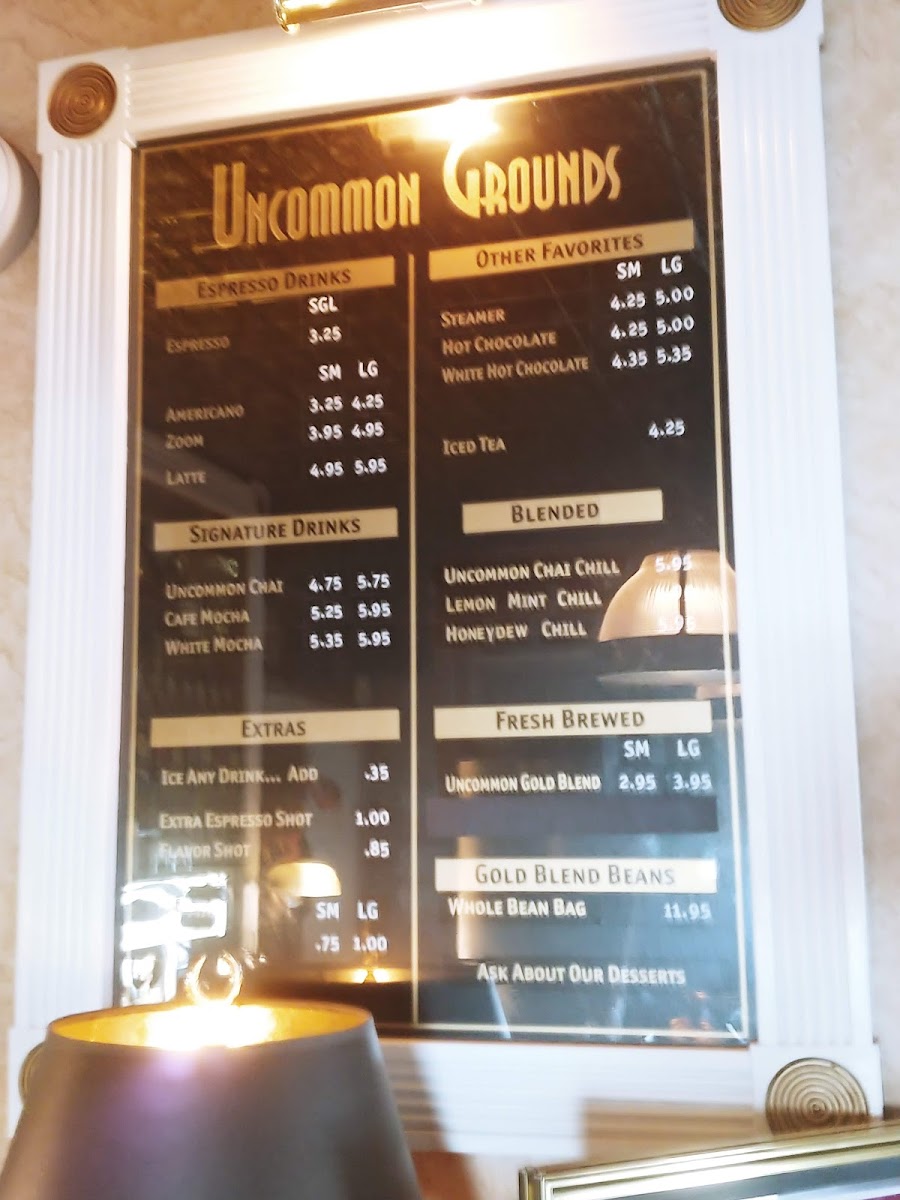 Uncommon Grounds
Espresso Drinks
SGL
Espresso 3.25
SM LG
Americano 3.25 4.25
Zoom 3.95 4.95
Latte 4.95 5.95
Signature Drinks
Uncommon Chai 4.75 5.75
Cafe Mocha 5.25 5.95
White Mocha 5.35 5.95
Extras
Ice Any Drink... Add .35
Extra Espresso Shot 1.00
Flavor Shot .85
SM LG
.75 1.00
Other Favorites
SM LG
Steamer 4.25 5.00
Hot Chocolate 4.25 5.00
White Hot Chocolate 4.35 5.35
Iced Tea 4.25
Blended
Uncommon Chai Chill 5.95
Lemon Mint Chill
Honeydew Chill 5.95
Fresh Brewed
SM LG
Uncommon Gold Blend 2.95 3.95
Gold Blend Beans
Whole Bean Bag 11.95
Ask About Our Desserts